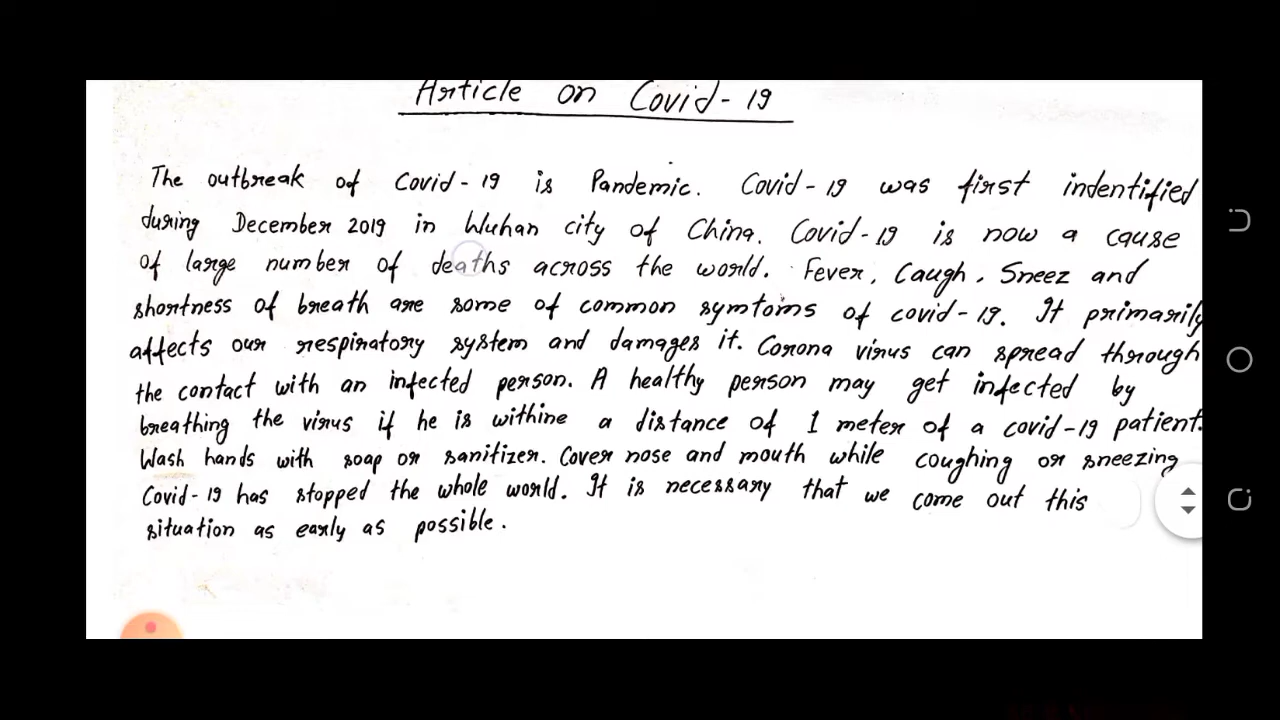 Article on Covid-19
The outbreak of Covid-19 is Pandemic. Covid-19 was first indentified
during December 2019 in Wuhan city of China. Covid-19 is now a cause
of large number of deaths across the world. Fever, Caugh, Sneez and
shortness of breath are some of common symtoms of covid-19. It primarily
affects our respiratory system and damages it. Corona virus can spread through
the contact with an infected person. A healthy person may get infected by
breathing the virus if he is withine a distance of 1 meter of a covid-19 patient.
Wash hands with soap or sanitizer. Cover nose and mouth while coughing or sneezing
Covid-19 has stopped the whole world. It is necessary that we come out this
situation as early as possible.